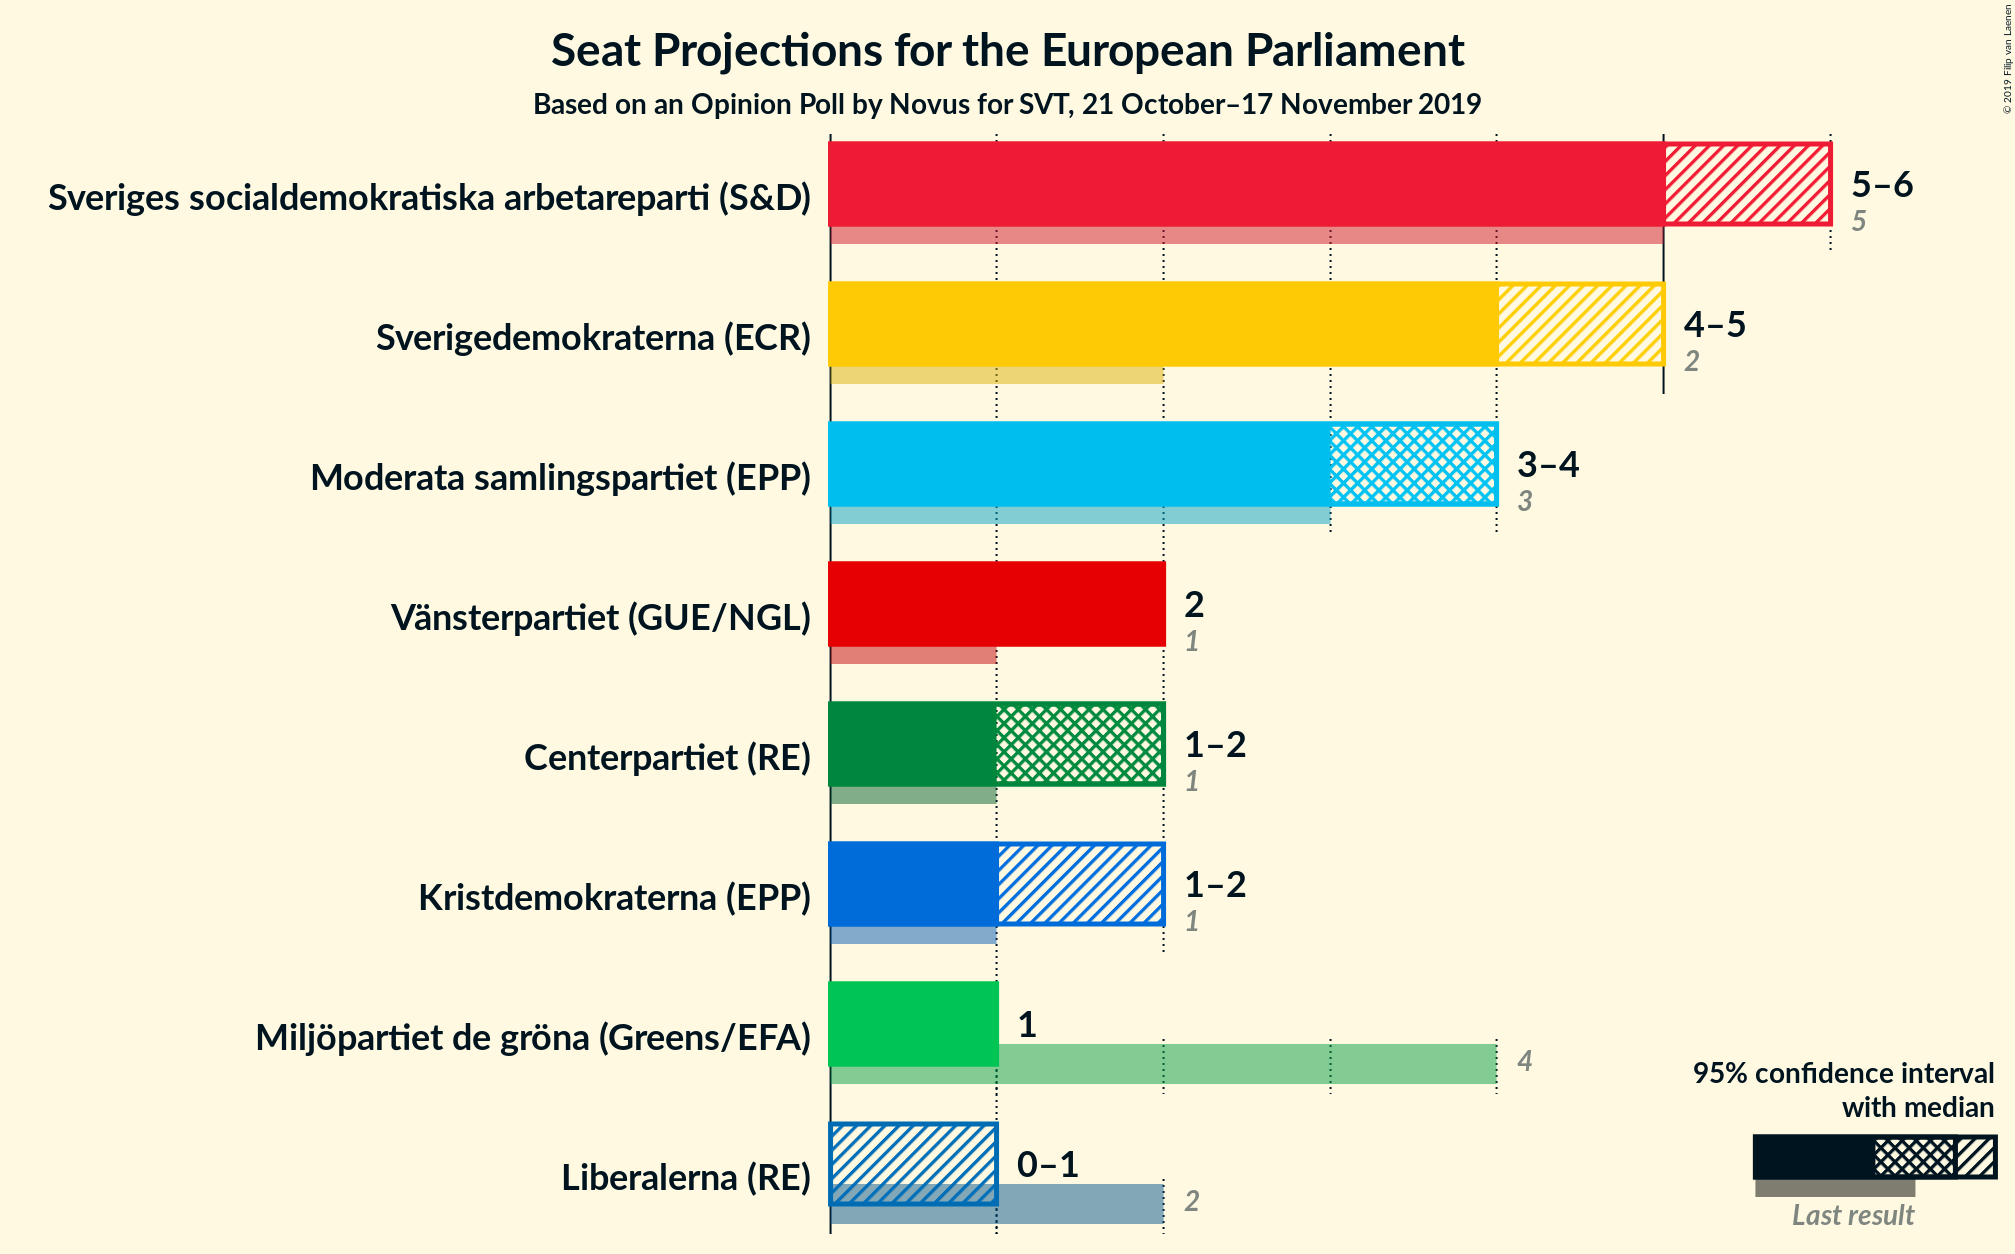 Seat Projections for the European Parliament
Based on an Opinion Poll by Novus for SVT, 21 October–17 November 2019
© 2019 Filip van Laenen
Sveriges socialdemokratiska arbetareparti (S&D)
5–6
5
Sverigedemokraterna (ECR)
4–5
2
Moderata samlingspartiet (EPP)
3–4
3
Vänsterpartiet (GUE/NGL)
2
1
Centerpartiet (RE)
1–2
1
Kristdemokraterna (EPP)
1–2
1
Miljöpartiet de gröna (Greens/EFA)
1
4
Liberalerna (RE)
0–1
2
95% confidence interval
with median
Last result